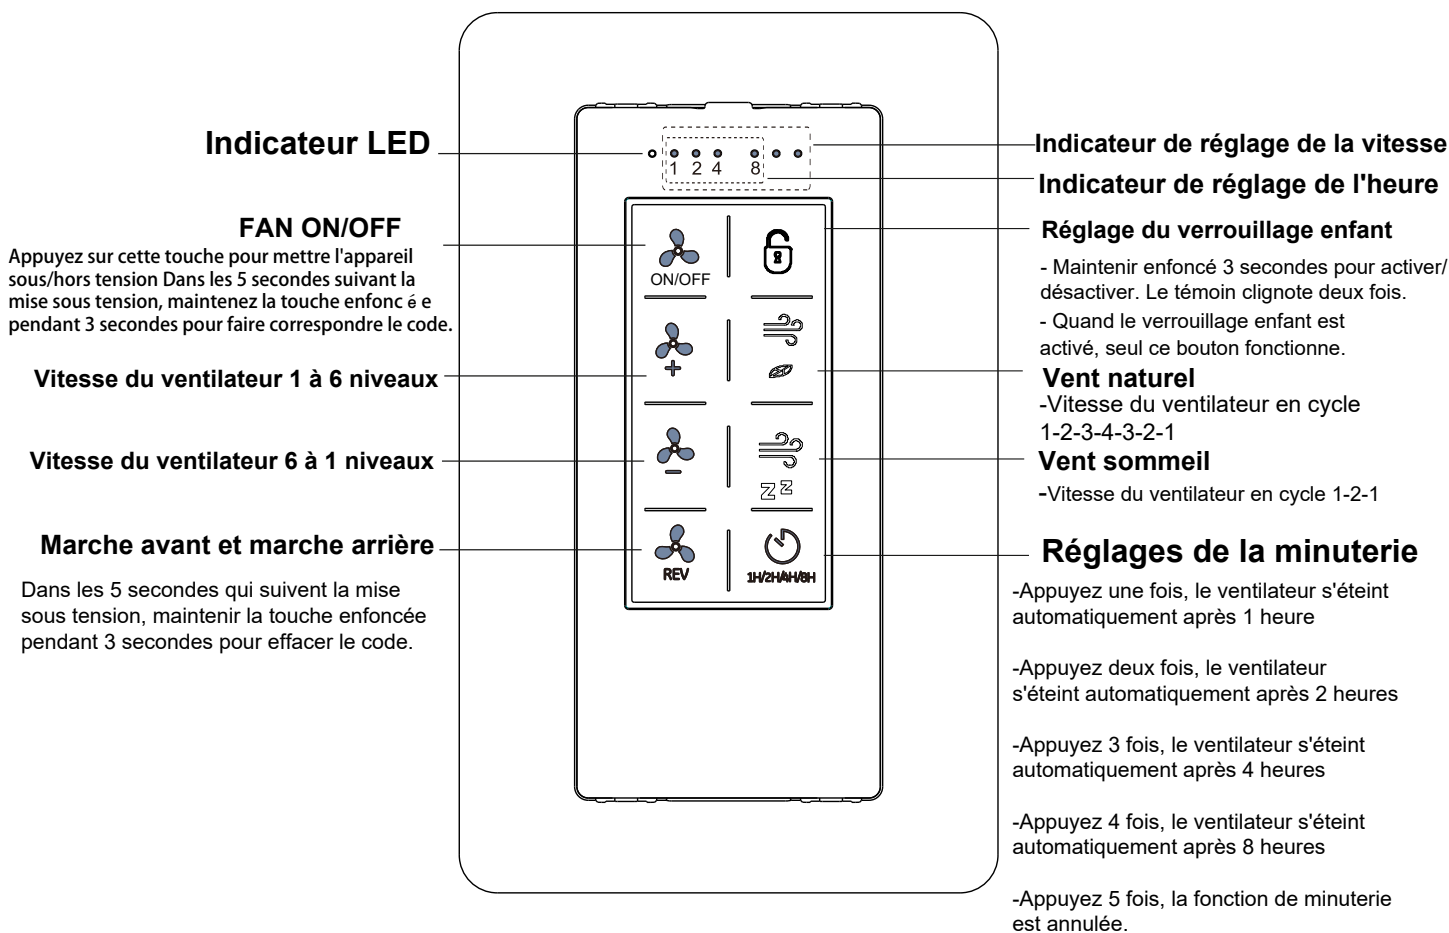 Indicateur LED
FAN ON/OFF
Appuyez sur cette touche pour mettre l'appareil
sous/hors tension Dans les 5 secondes suivant la
mise sous tension, maintenez la touche enfonc é e
pendant 3 secondes pour faire correspondre le code.
Vitesse du ventilateur 1 à 6 niveaux
Vitesse du ventilateur 6 à 1 niveaux
Marche avant et marche arrière
Dans les 5 secondes qui suivent la mise
sous tension, maintenir la touche enfoncée
pendant 3 secondes pour effacer le code.
1 2 4 8
ON/OFF
8
+
−
z z
REV
1H/2H/4H/8H
Indicateur de réglage de la vitesse
Indicateur de réglage de l'heure
Réglage du verrouillage enfant
- Maintenir enfoncé 3 secondes pour activer/
désactiver. Le témoin clignote deux fois.
- Quand le verrouillage enfant est
activé, seul ce bouton fonctionne.
Vent naturel
-Vitesse du ventilateur en cycle
1-2-3-4-3-2-1
Vent sommeil
-Vitesse du ventilateur en cycle 1-2-1
Réglages de la minuterie
-Appuyez une fois, le ventilateur s'éteint
automatiquement après 1 heure
-Appuyez deux fois, le ventilateur
s'éteint automatiquement après 2 heures
-Appuyez 3 fois, le ventilateur s'éteint
automatiquement après 4 heures
-Appuyez 4 fois, le ventilateur s'éteint
automatiquement après 8 heures
-Appuyez 5 fois, la fonction de minuterie
est annulée.